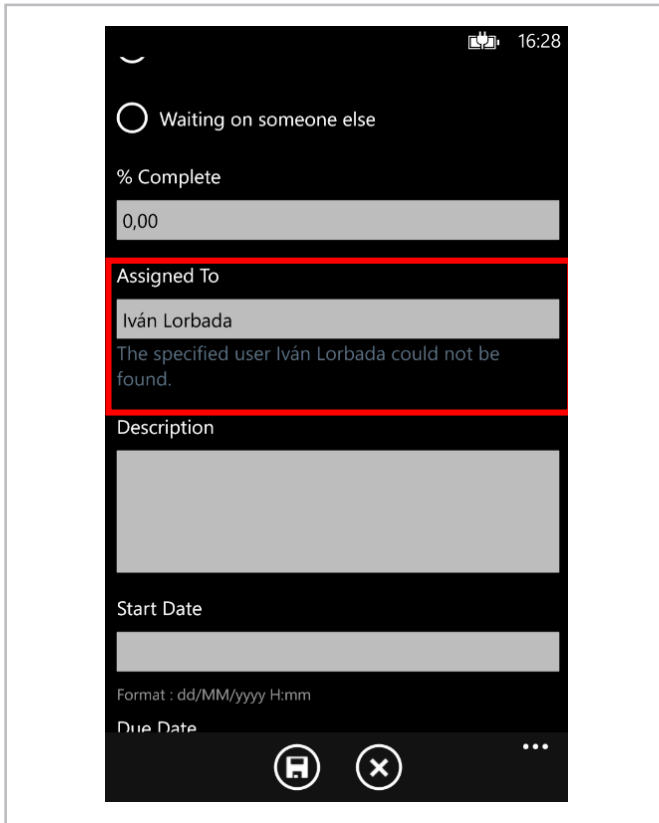 16:28
Waiting on someone else
% Complete
0,00
Assigned To
Iván Lorbada
The specified user Iván Lorbada could not be
found.
Description
Start Date
Format : dd/MM/yyyy H:mm
Due Date